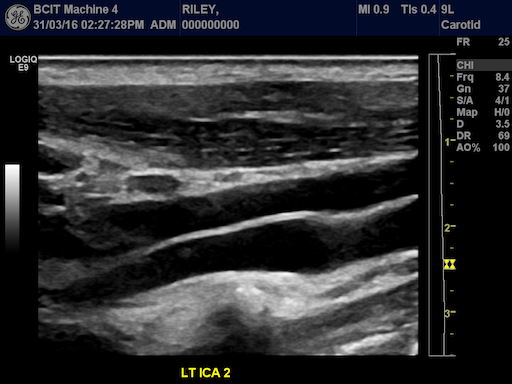 BCIT Machine 4 RILEY, MI 0.9 TIs 0.4 9L
31/03/16 02:27:28PM ADM 000000000 Carotid
LOGIQ
E9
FR 25
CHI
Frq 8.4
Gn 37
S/A 4/1
Map H/0
D 3.5
DR 69
AO% 100
1
2
3
LT ICA 2